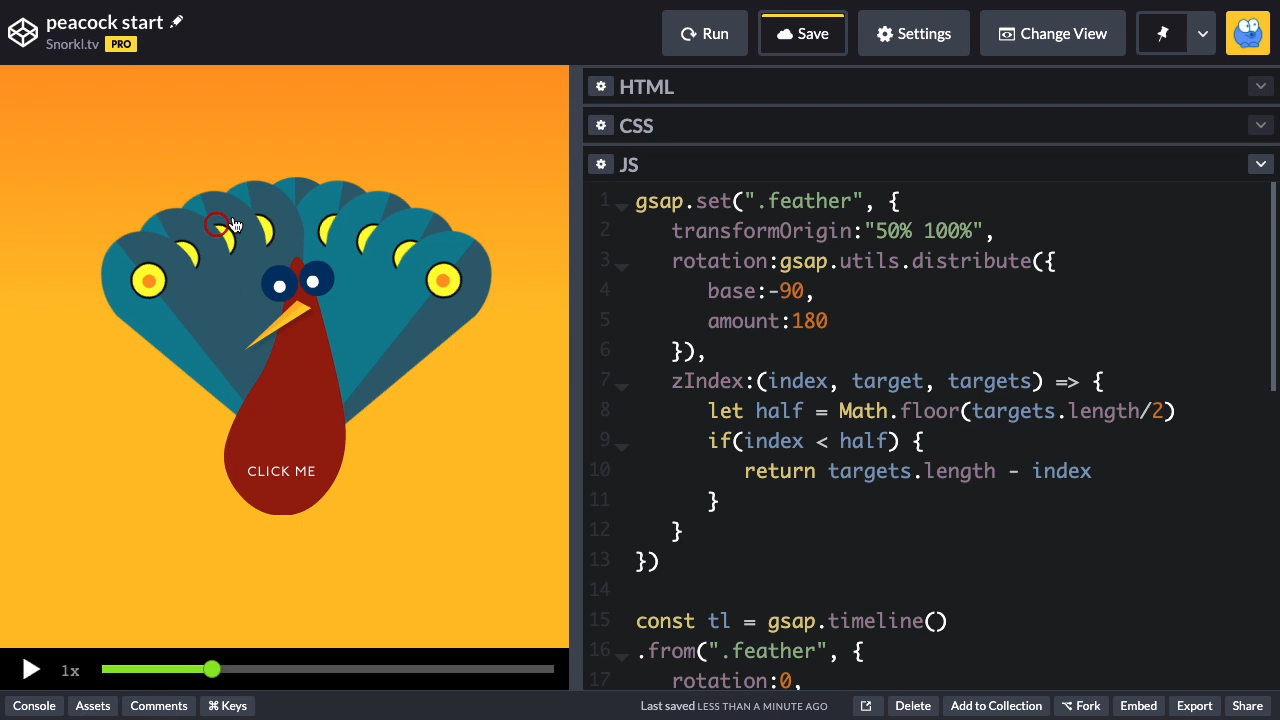 peacock start
Snorkl.tv PRO
Run
Save
Settings
Change View
HTML
CSS
JS
1 gsap.set(".feather", {
2 transformOrigin:"50% 100%",
3 rotation:gsap.utils.distribute({
4 base:-90,
5 amount:180
6 }),
7 zIndex:(index, target, targets) => {
8 let half = Math.floor(targets.length/2)
9 if(index < half) {
10 return targets.length - index
11 }
12 }
13 })
14
15 const tl = gsap.timeline()
16 .from(".feather", {
17 rotation:0,
CLICK ME
1x
Console
Assets
Comments
⌘ Keys
Last saved LESS THAN A MINUTE AGO
Delete
Add to Collection
⌥ Fork
Embed
Export
Share